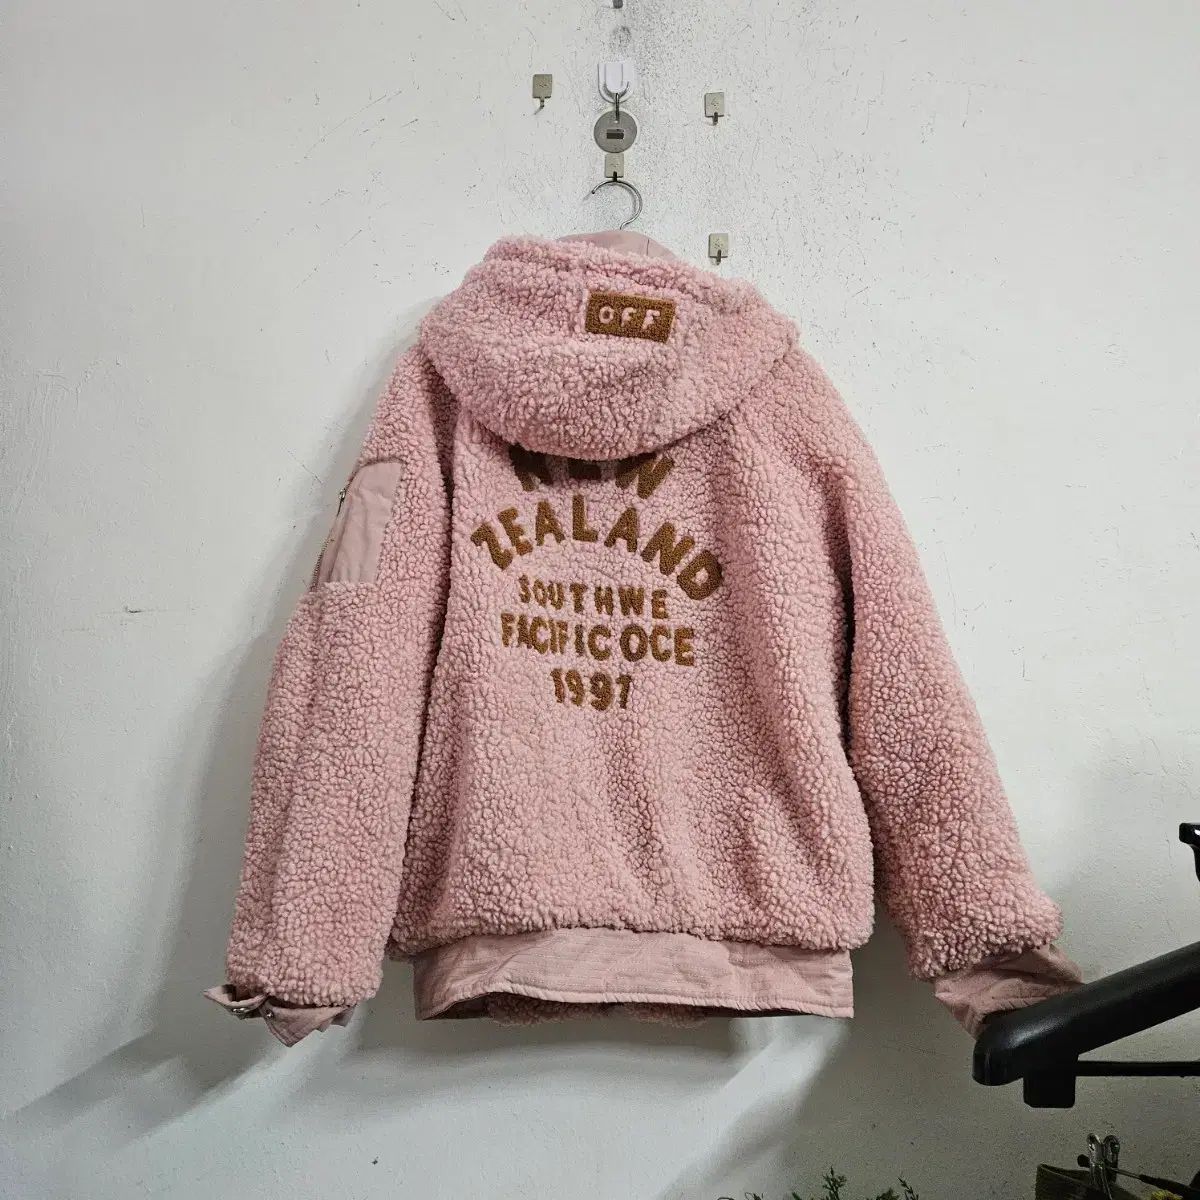 OFF
NEW
ZEALAND
SOUTHWE
PACIFIC OCE
1997